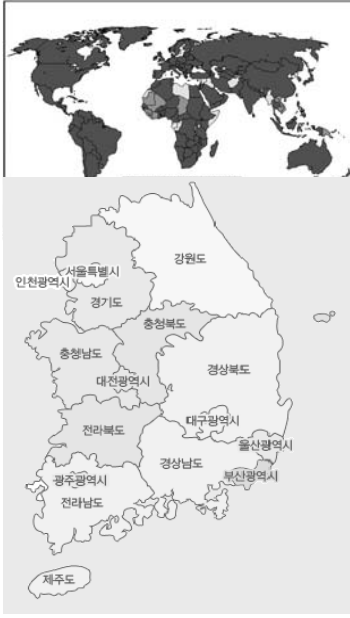 강원도
서울특별시
인천광역시
경기도
충청북도
충청남도
경상북도
대전광역시
대구광역시
전라북도
울산광역시
경상남도
부산광역시
광주광역시
전라남도
제주도